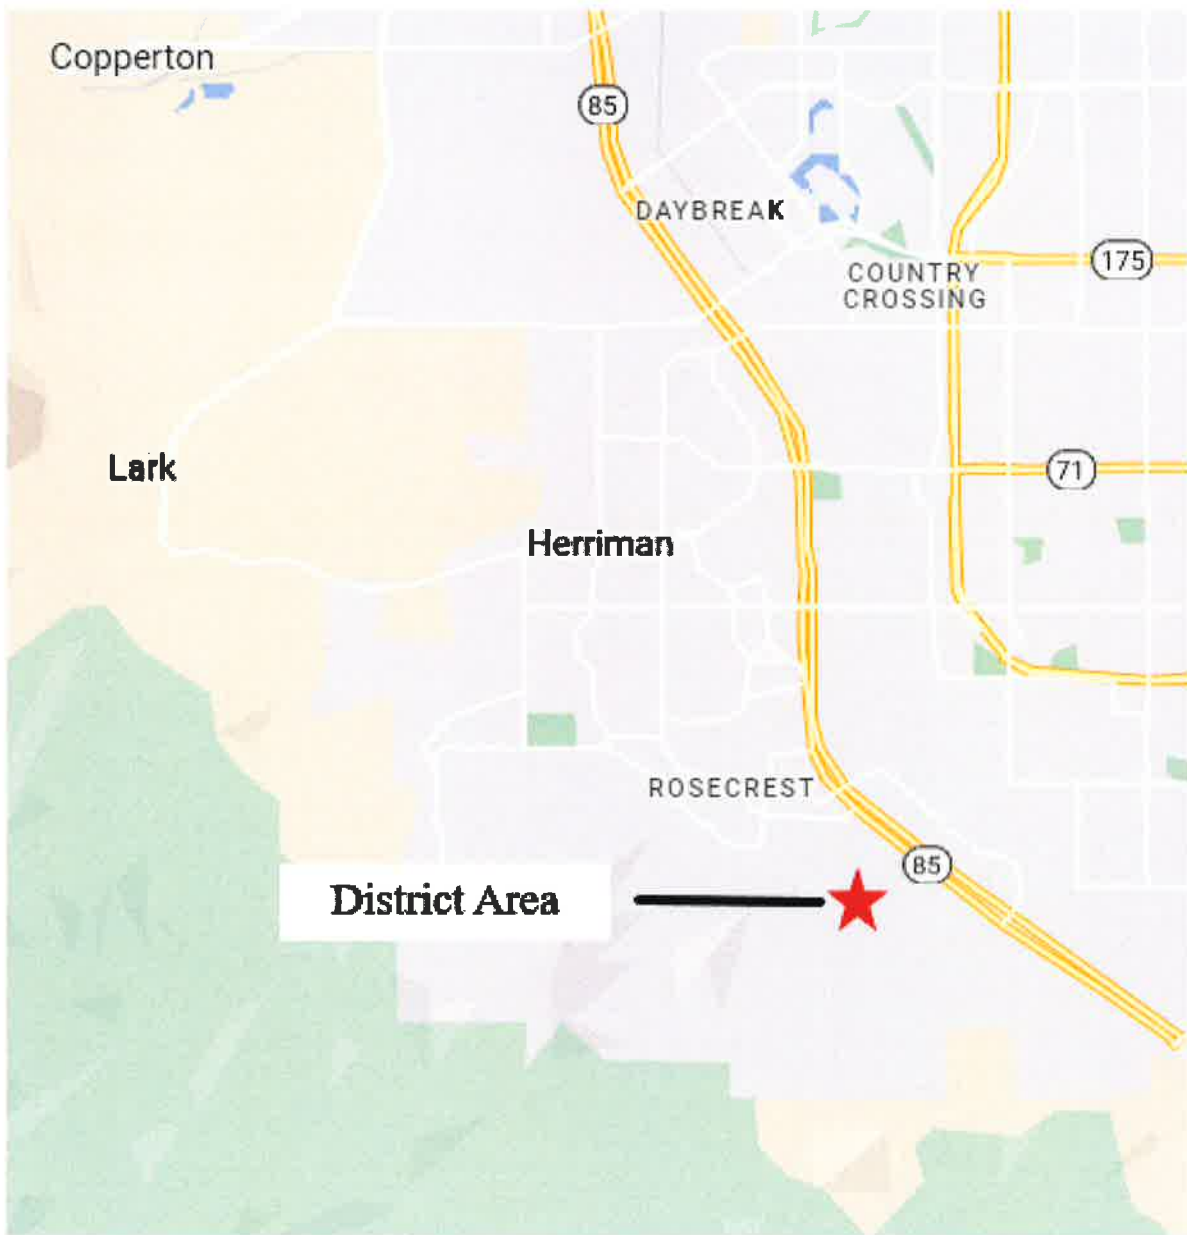 Copperton
85
DAYBREAK
COUNTRY
CROSSING
175
Lark
71
Herriman
ROSECREST
85
District Area